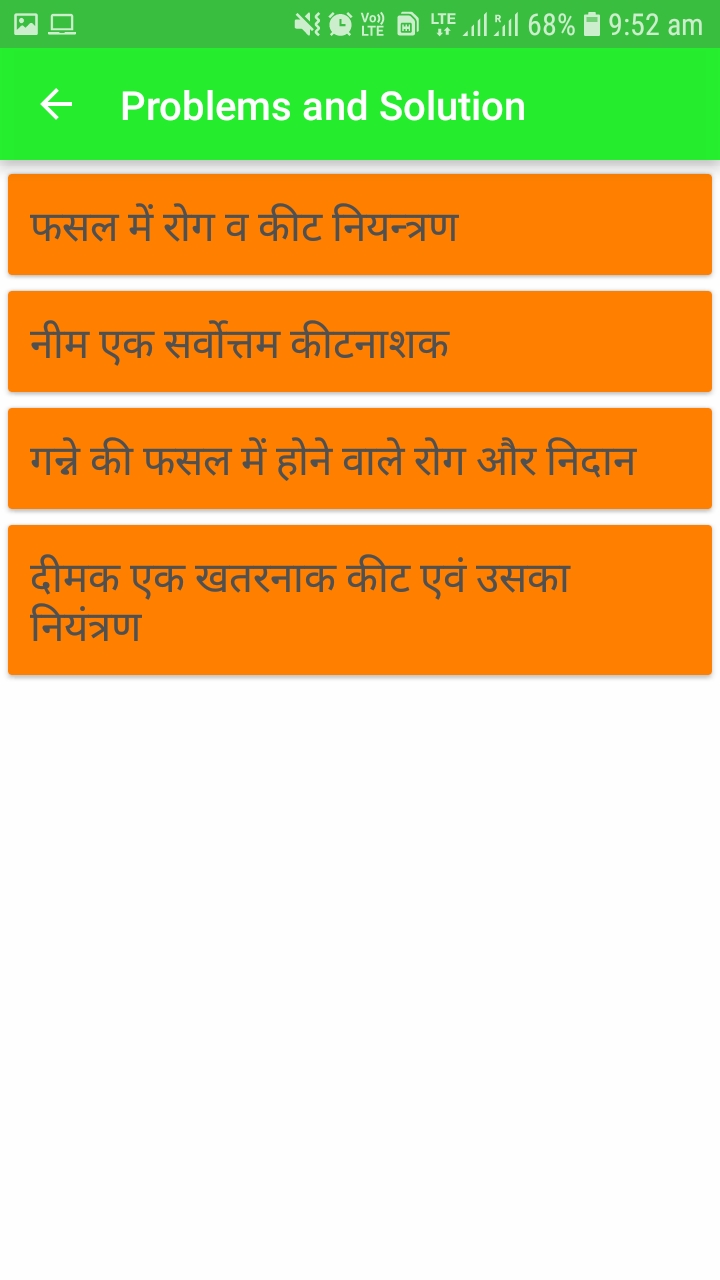 Vo)) LTE LTE R 68% 9:52 am
Problems and Solution
फसल में रोग व कीट नियन्त्रण
नीम एक सर्वोत्तम कीटनाशक
गन्ने की फसल में होने वाले रोग और निदान
दीमक एक खतरनाक कीट एवं उसका
नियंत्रण